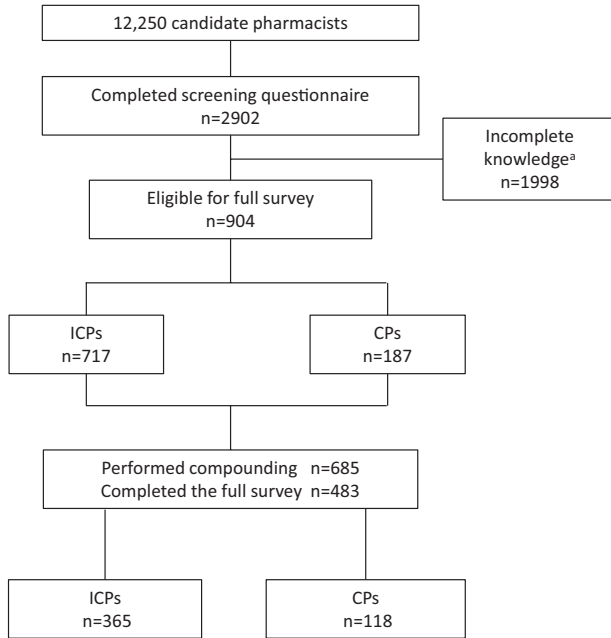 12,250 candidate pharmacists
Completed screening questionnaire
n=2902
Incomplete
knowledgeᵃ
n=1998
Eligible for full survey
n=904
ICPs
n=717
CPs
n=187
Performed compounding n=685
Completed the full survey n=483
ICPs
n=365
CPs
n=118